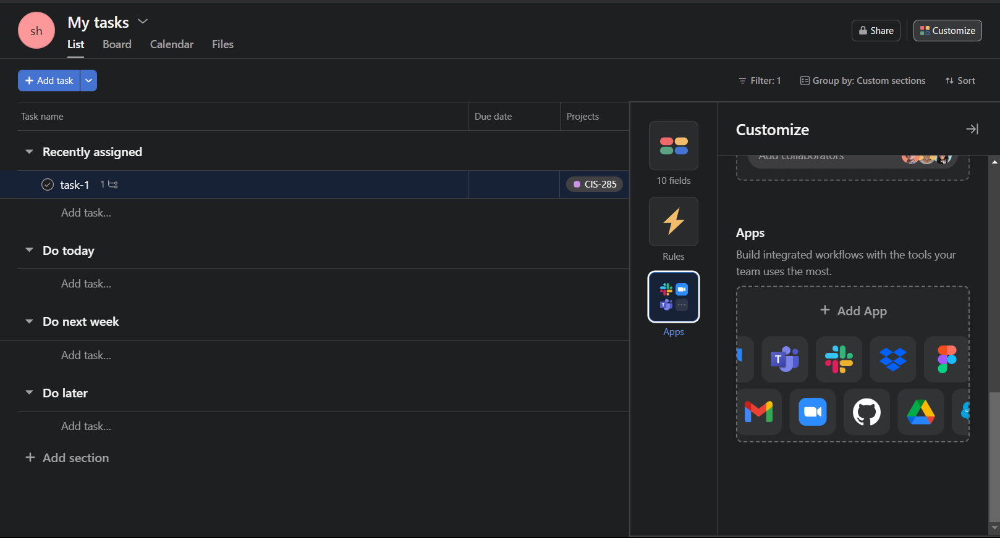 sh
My tasks
List
Board
Calendar
Files
Share
Customize
Add task
Filter: 1
Group by: Custom sections
Sort
Task name
Due date
Projects
Recently assigned
task-1
1
CIS-285
Add task...
Do today
Add task...
Do next week
Add task...
Do later
Add task...
Add section
10 fields
Rules
T
Apps
Customize
Add collaborators
Apps
Build integrated workflows with the tools your
team uses the most.
Add App
T